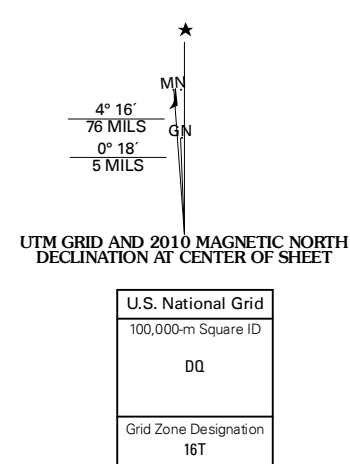 MN
4° 16´
76 MILS
GN
0° 18´
5 MILS
UTM GRID AND 2010 MAGNETIC NORTH
DECLINATION AT CENTER OF SHEET
U.S. National Grid
100,000-m Square ID
DQ
Grid Zone Designation
16T